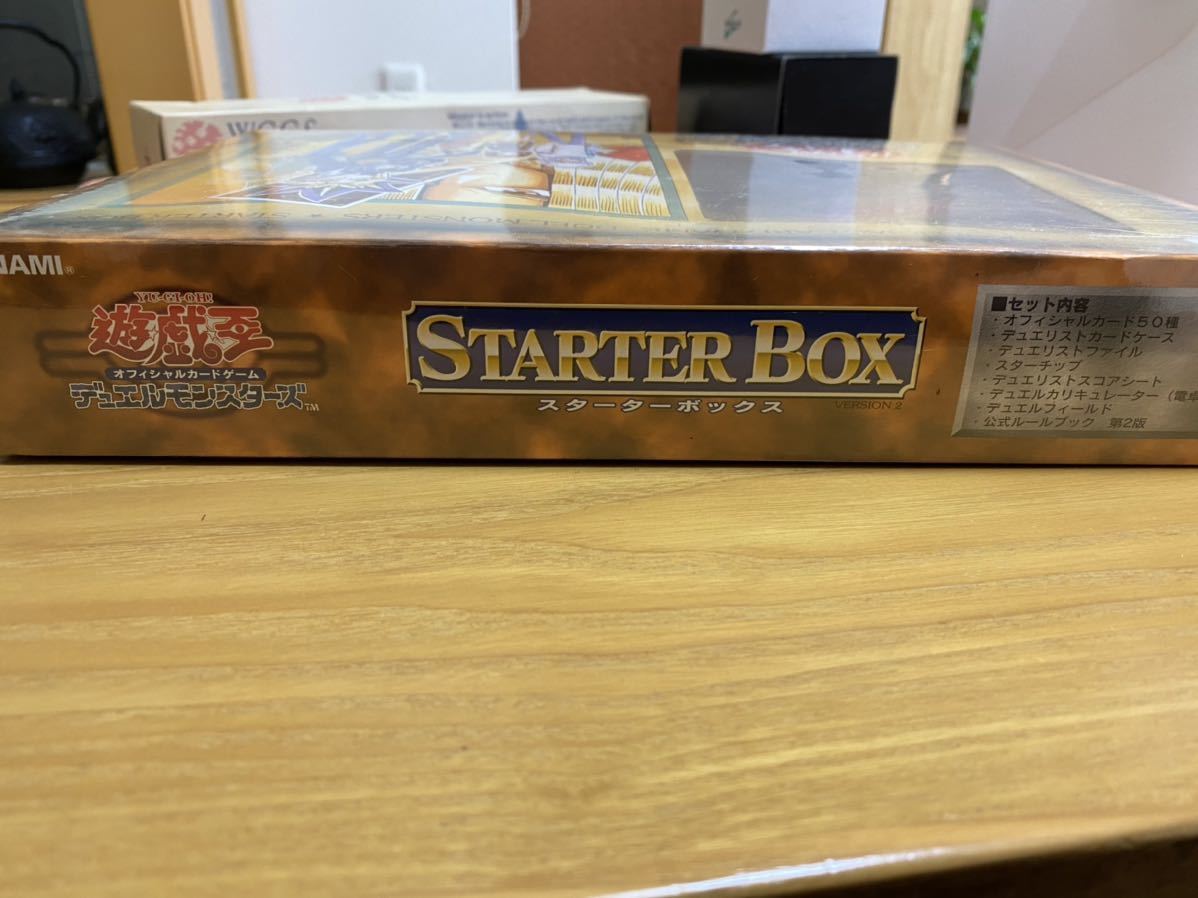 WIGGS
NAMI®
YU-GI-OH!
遊戯王
オフィシャルカードゲーム
デュエルモンスターズ™
STARTER BOX
スターターボックス
VERSION 2
■セット内容
・オフィシャルカード50種
・デュエリストカードケース
・デュエリストファイル
・スターチップ
・デュエリストスコアシート
・デュエルカリキュレーター（電卓
・デュエルフィールド
・公式ルールブック　第2版